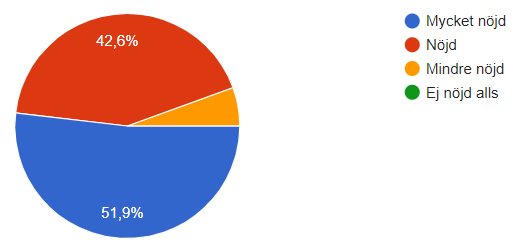 42,6%
51,9%
Mycket nöjd
Nöjd
Mindre nöjd
Ej nöjd alls